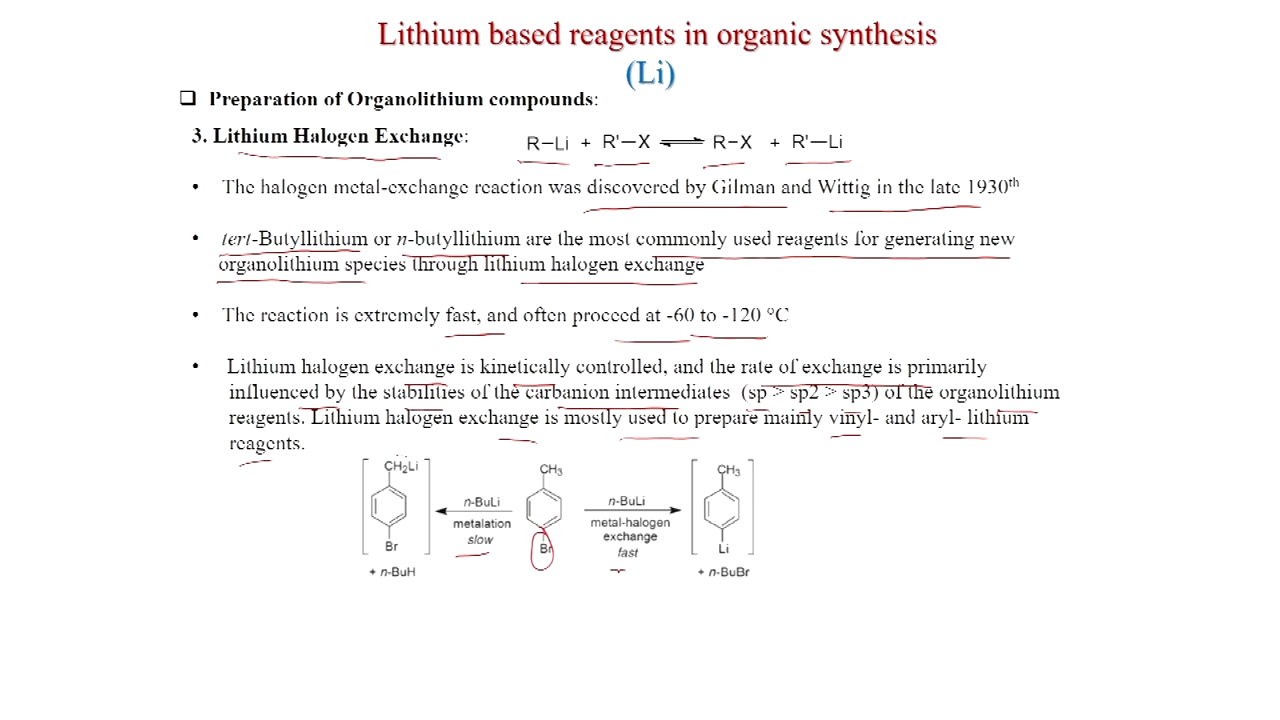 Lithium based reagents in organic synthesis
(Li)
❑ Preparation of Organolithium compounds:
3. Lithium Halogen Exchange: R–Li + R'–X ⇌ R–X + R'–Li
• The halogen metal-exchange reaction was discovered by Gilman and Wittig in the late 1930th
• tert-Butyllithium or n-butyllithium are the most commonly used reagents for generating new
organolithium species through lithium halogen exchange
• The reaction is extremely fast, and often proceed at -60 to -120 °C
• Lithium halogen exchange is kinetically controlled, and the rate of exchange is primarily
influenced by the stabilities of the carbanion intermediates (sp > sp2 > sp3) of the organolithium
reagents. Lithium halogen exchange is mostly used to prepare mainly vinyl- and aryl- lithium
reagents.
CH2Li
Br
+ n-BuH
n-BuLi
metalation
slow
CH3
Br
n-BuLi
metal-halogen
exchange
fast
CH3
Li
+ n-BuBr